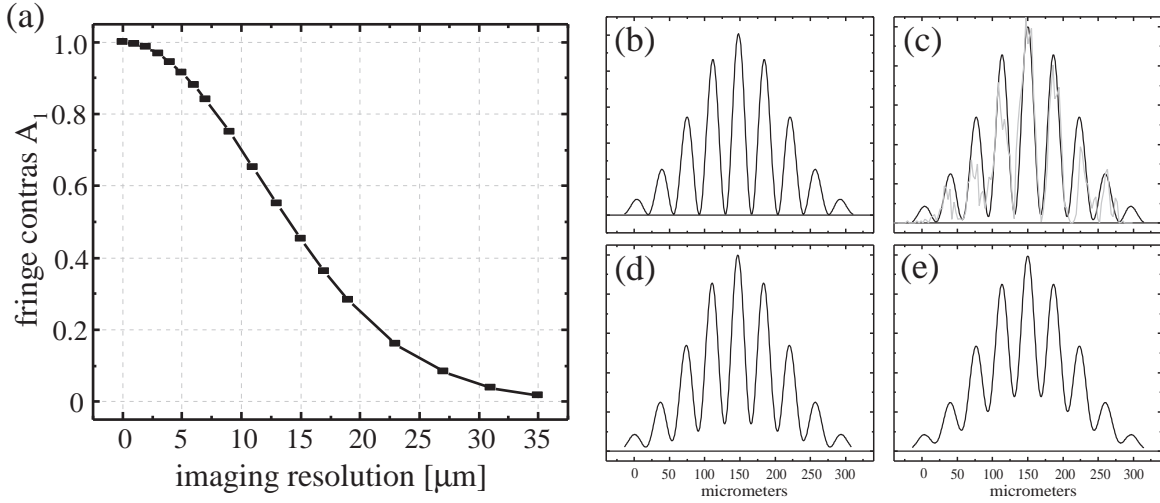 (a)
fringe contras A1
1.0
0.8
0.6
0.4
0.2
0
0 5 10 15 20 25 30 35
imaging resolution [μm]
(b)
(c)
(d)
0 50 100 150 200 250 300
micrometers
(e)
0 50 100 150 200 250 300
micrometers